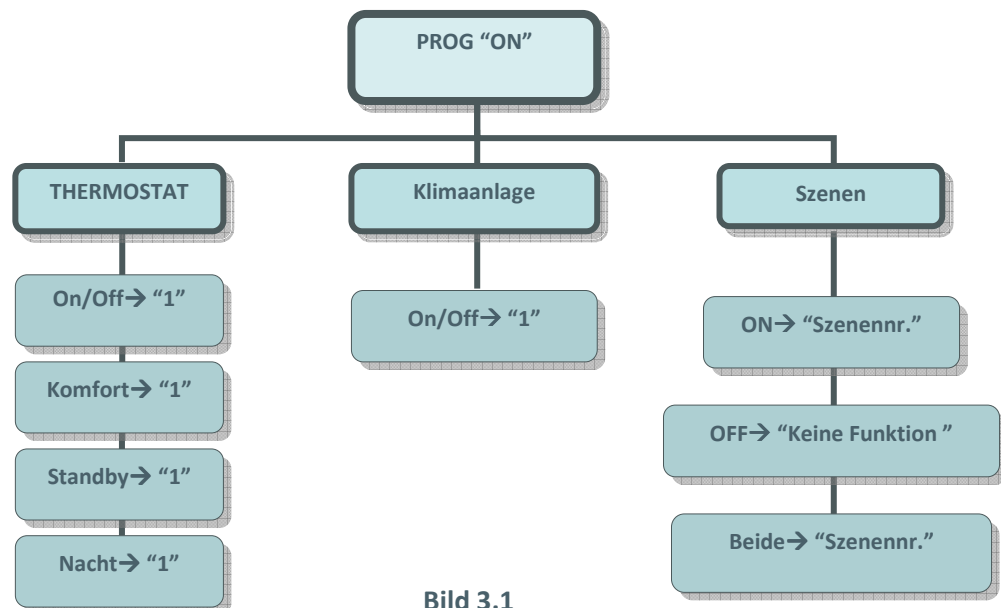 PROG “ON”
THERMOSTAT
On/Off→ “1”
Komfort→ “1”
Standby→ “1”
Nacht→ “1”
Klimaanlage
On/Off→ “1”
Szenen
ON→ “Szenennr.”
OFF→ “Keine Funktion ”
Beide→ “Szenennr.”
Bild 3.1